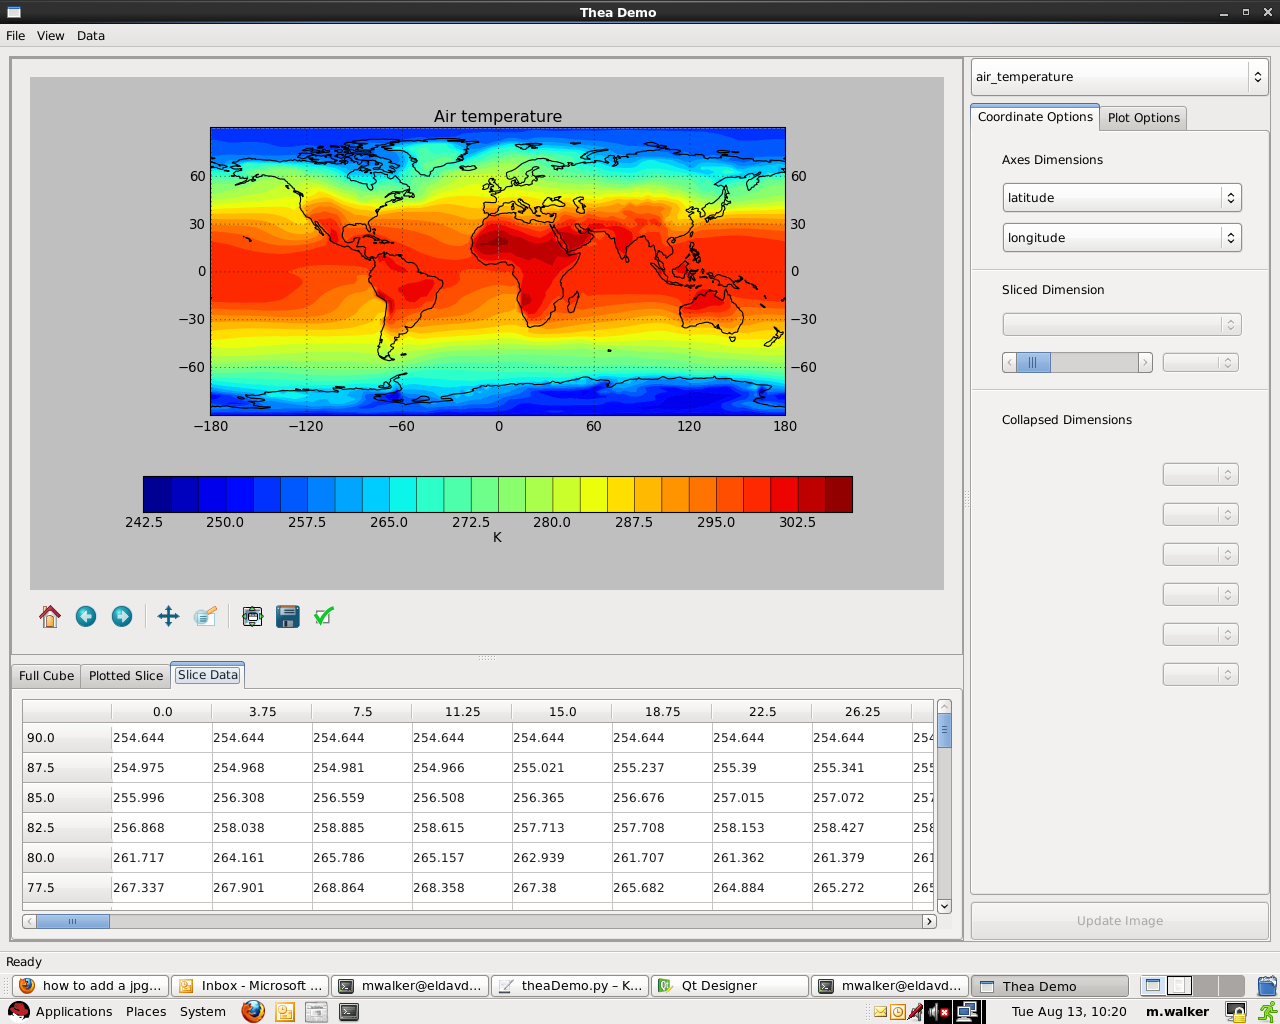 Thea Demo
File View Data
air_temperature
Coordinate Options Plot Options
Axes Dimensions
latitude
longitude
Sliced Dimension
Collapsed Dimensions
Update Image
Air temperature
60 60
30 30
0 0
−30 −30
−60 −60
−180 −120 −60 0 60 120 180
242.5 250.0 257.5 265.0 272.5 280.0 287.5 295.0 302.5
K
Full Cube Plotted Slice Slice Data
0.0 3.75 7.5 11.25 15.0 18.75 22.5 26.25
90.0 254.644 254.644 254.644 254.644 254.644 254.644 254.644 254.644 254
87.5 254.975 254.968 254.981 254.966 255.021 255.237 255.39 255.341 255
85.0 255.996 256.308 256.559 256.508 256.365 256.676 257.015 257.072 257
82.5 256.868 258.038 258.885 258.615 257.713 257.708 258.153 258.427 258
80.0 261.717 264.161 265.786 265.157 262.939 261.707 261.362 261.379 261
77.5 267.337 267.901 268.864 268.358 267.38 265.682 264.884 265.272 265
Ready
how to add a jpg... Inbox - Microsoft ... mwalker@eldavd... theaDemo.py – K... Qt Designer mwalker@eldavd... Thea Demo
Applications Places System Tue Aug 13, 10:20 m.walker